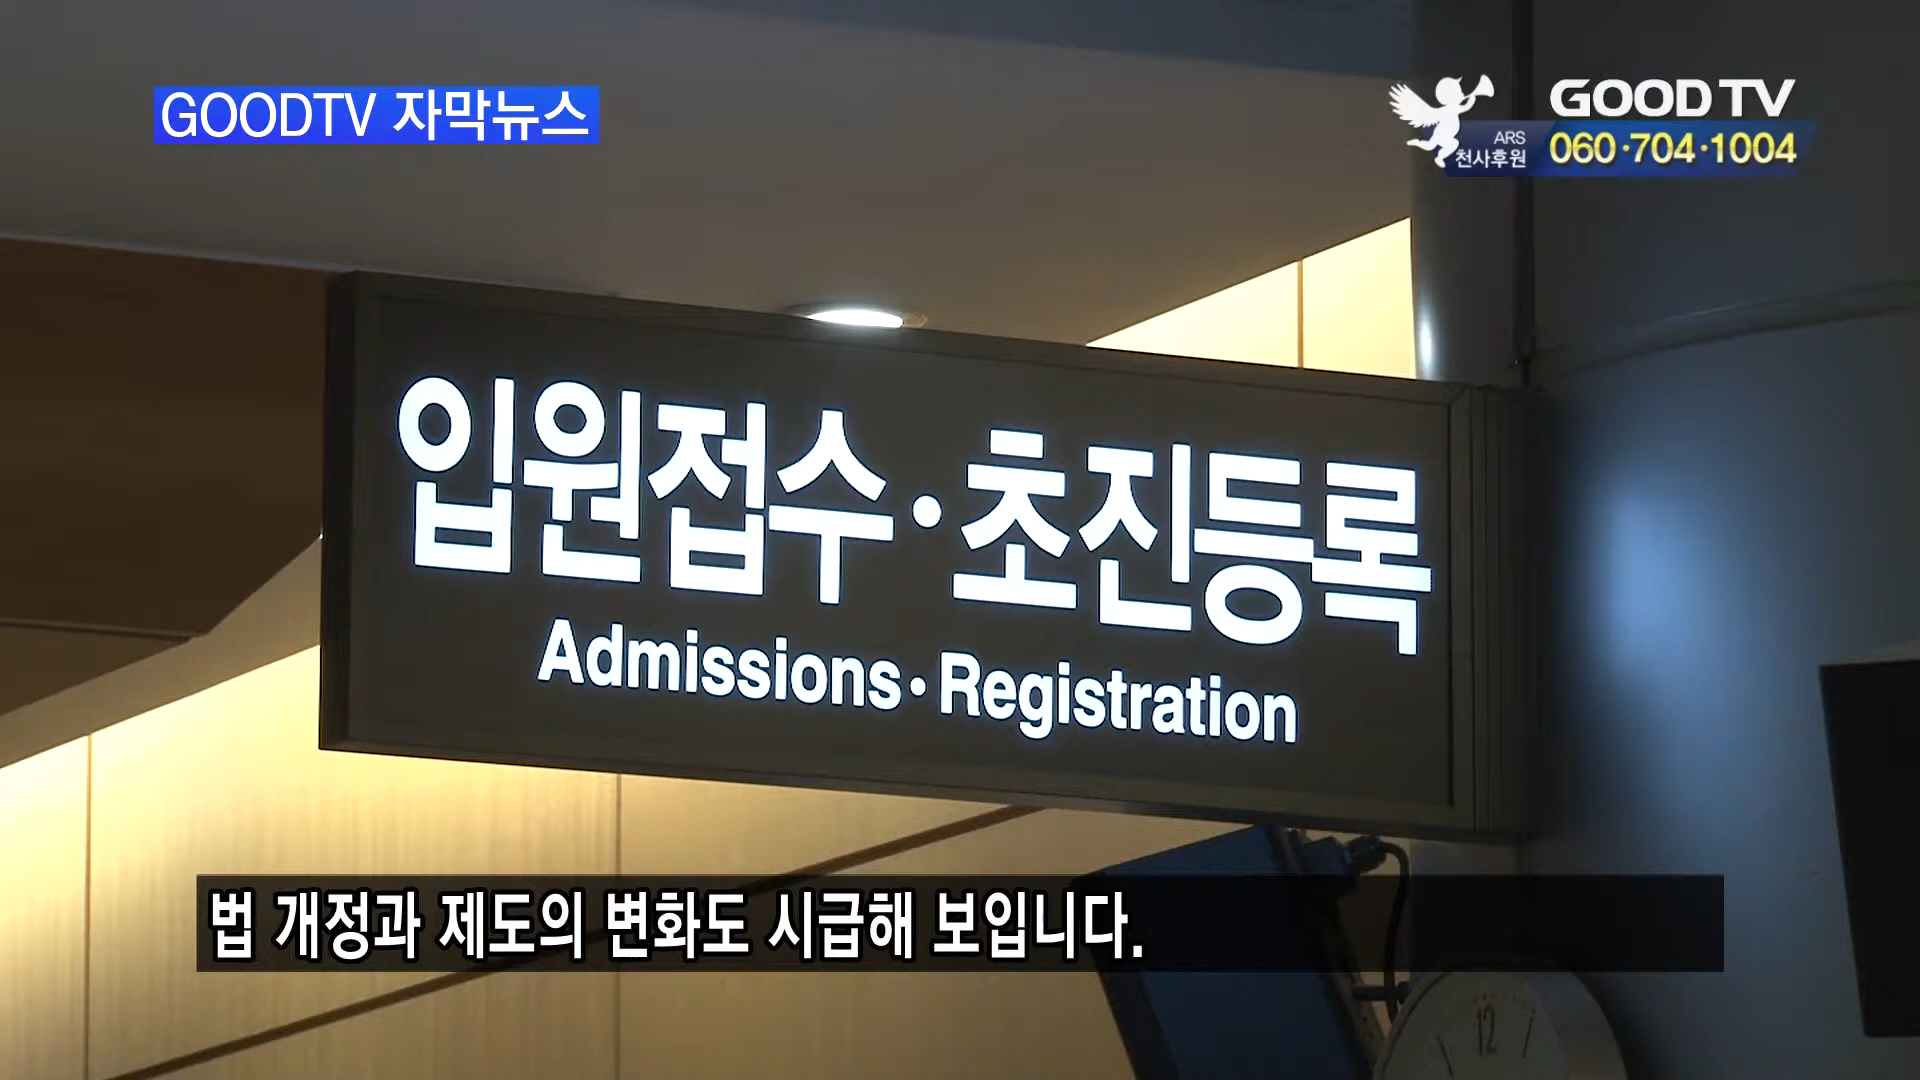 GOODTV 자막뉴스
GOOD TV
ARS
천사후원
060·704·1004
입원접수·초진등록
Admissions·Registration
법 개정과 제도의 변화도 시급해 보입니다.
12